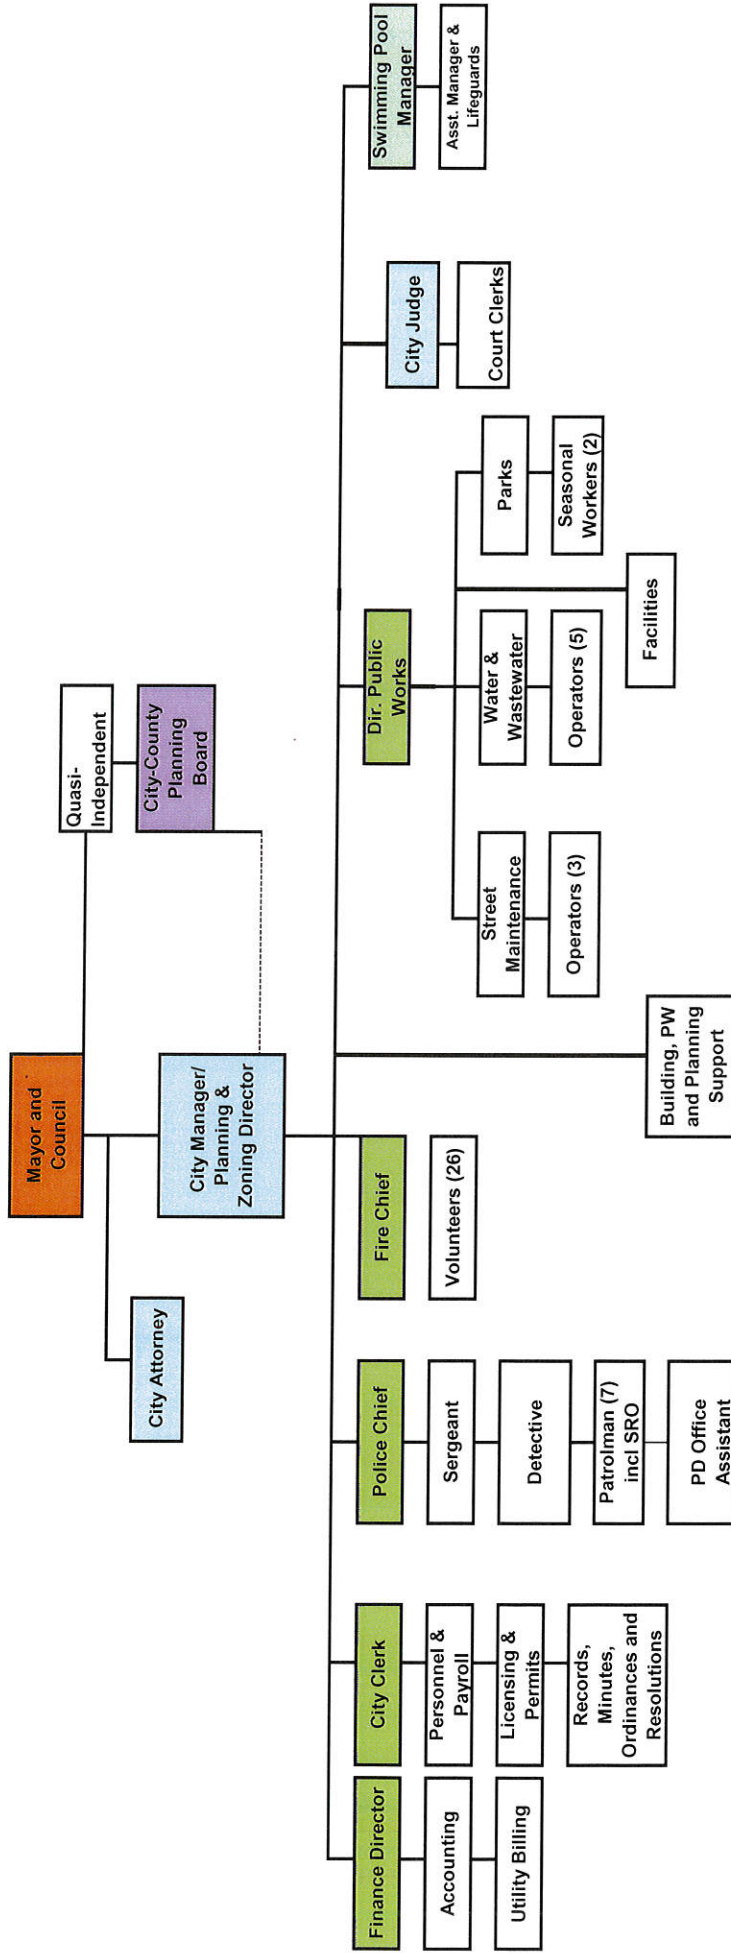 Mayor and
Council
Quasi-
Independent
City Attorney
City Manager/
Planning &
Zoning Director
City-County
Planning
Board
Finance Director
Accounting
Utility Billing
City Clerk
Personnel &
Payroll
Licensing &
Permits
Records,
Minutes,
Ordinances and
Resolutions
Police Chief
Sergeant
Detective
Patrolman (7)
incl SRO
PD Office
Assistant
Fire Chief
Volunteers (26)
Building, PW
and Planning
Support
Dir. Public
Works
Street
Maintenance
Operators (3)
Water &
Wastewater
Operators (5)
Parks
Seasonal
Workers (2)
Facilities
City Judge
Court Clerks
Swimming Pool
Manager
Asst. Manager &
Lifeguards